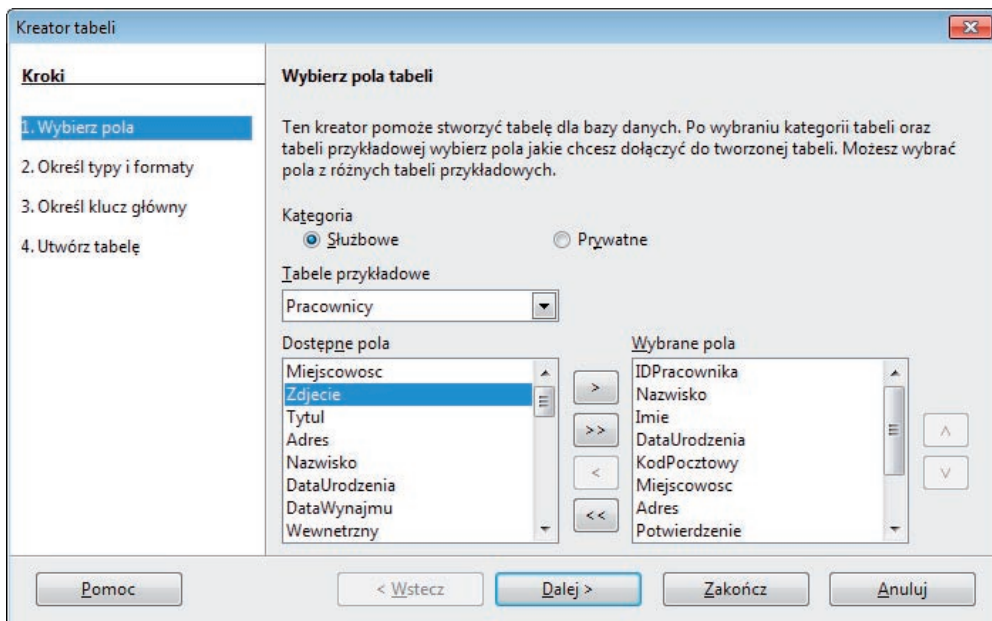 Kreator tabeli
Kroki
1. Wybierz pola
2. Określ typy i formaty
3. Określ klucz główny
4. Utwórz tabelę
Wybierz pola tabeli
Ten kreator pomoże stworzyć tabelę dla bazy danych. Po wybraniu kategorii tabeli oraz
tabeli przykładowej wybierz pola jakie chcesz dołączyć do tworzonej tabeli. Możesz wybrać
pola z różnych tabeli przykładowych.
Kategoria
Służbowe
Prywatne
Tabele przykładowe
Pracownicy
Dostępne pola
Miejscowosc
Zdjecie
Tytul
Adres
Nazwisko
DataUrodzenia
DataWynajmu
Wewnetrzny
>
>>
<
<<
Wybrane pola
IDPracownika
Nazwisko
Imie
DataUrodzenia
KodPocztowy
Miejscowosc
Adres
Potwierdzenie
Pomoc
< Wstecz
Dalej >
Zakończ
Anuluj